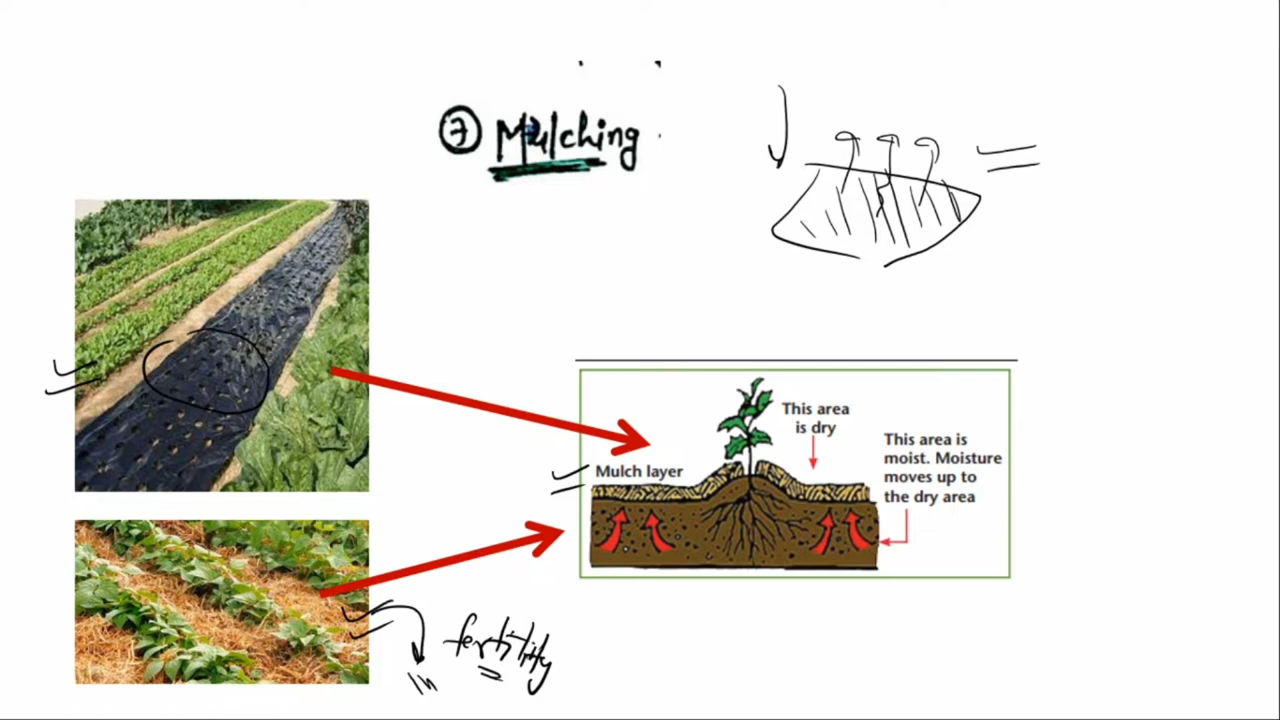 7 Mulching
This area
is dry
This area is
moist. Moisture
moves up to
the dry area
Mulch layer
fertility
in